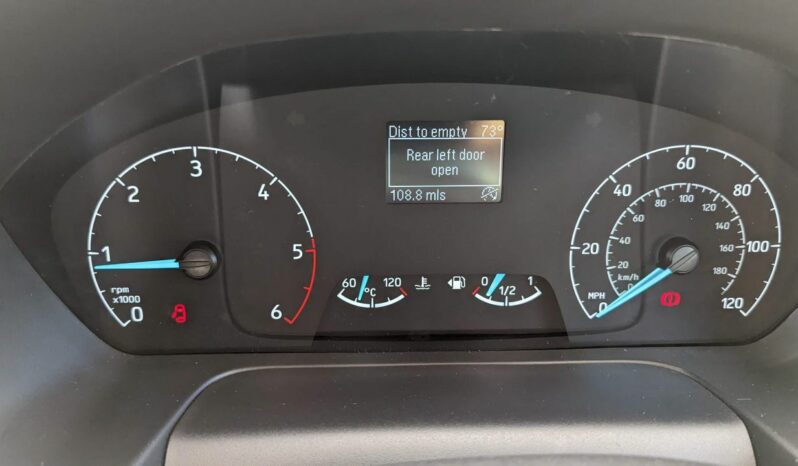 Dist to empty 73°
Rear left door
open
108.8 mls
0 1 2 3 4 5 6
rpm
x1000
60 120
°C
0 1
1/2
0 20 40 60 80 100 120
MPH
0 20 40 60 80 100 120 140 160 180
km/h